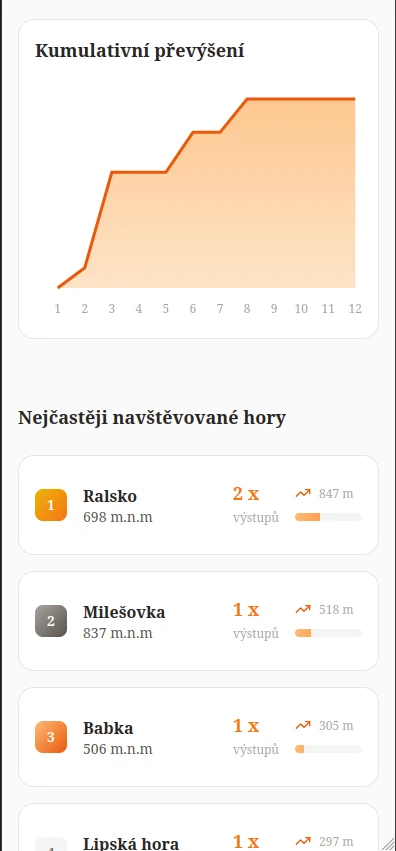 Kumulativní převýšení
1 2 3 4 5 6 7 8 9 10 11 12
Nejčastěji navštěvované hory
1 Ralsko 2 x 847 m
698 m.n.m výstupů
2 Milešovka 1 x 518 m
837 m.n.m výstupů
3 Babka 1 x 305 m
506 m.n.m výstupů
Lipská hora 1 x 297 m